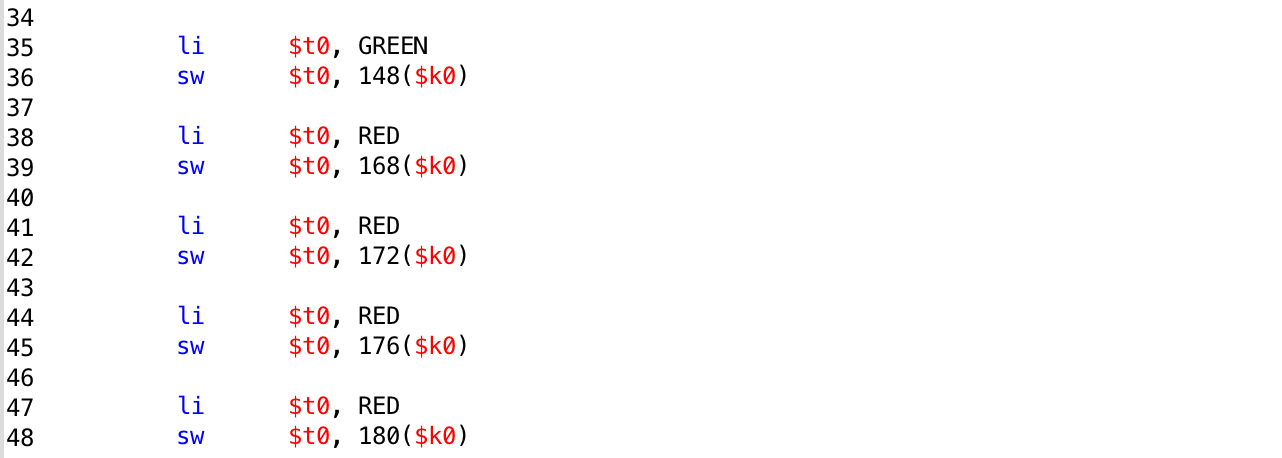 34
35 li $t0, GREEN
36 sw $t0, 148($k0)
37
38 li $t0, RED
39 sw $t0, 168($k0)
40
41 li $t0, RED
42 sw $t0, 172($k0)
43
44 li $t0, RED
45 sw $t0, 176($k0)
46
47 li $t0, RED
48 sw $t0, 180($k0)